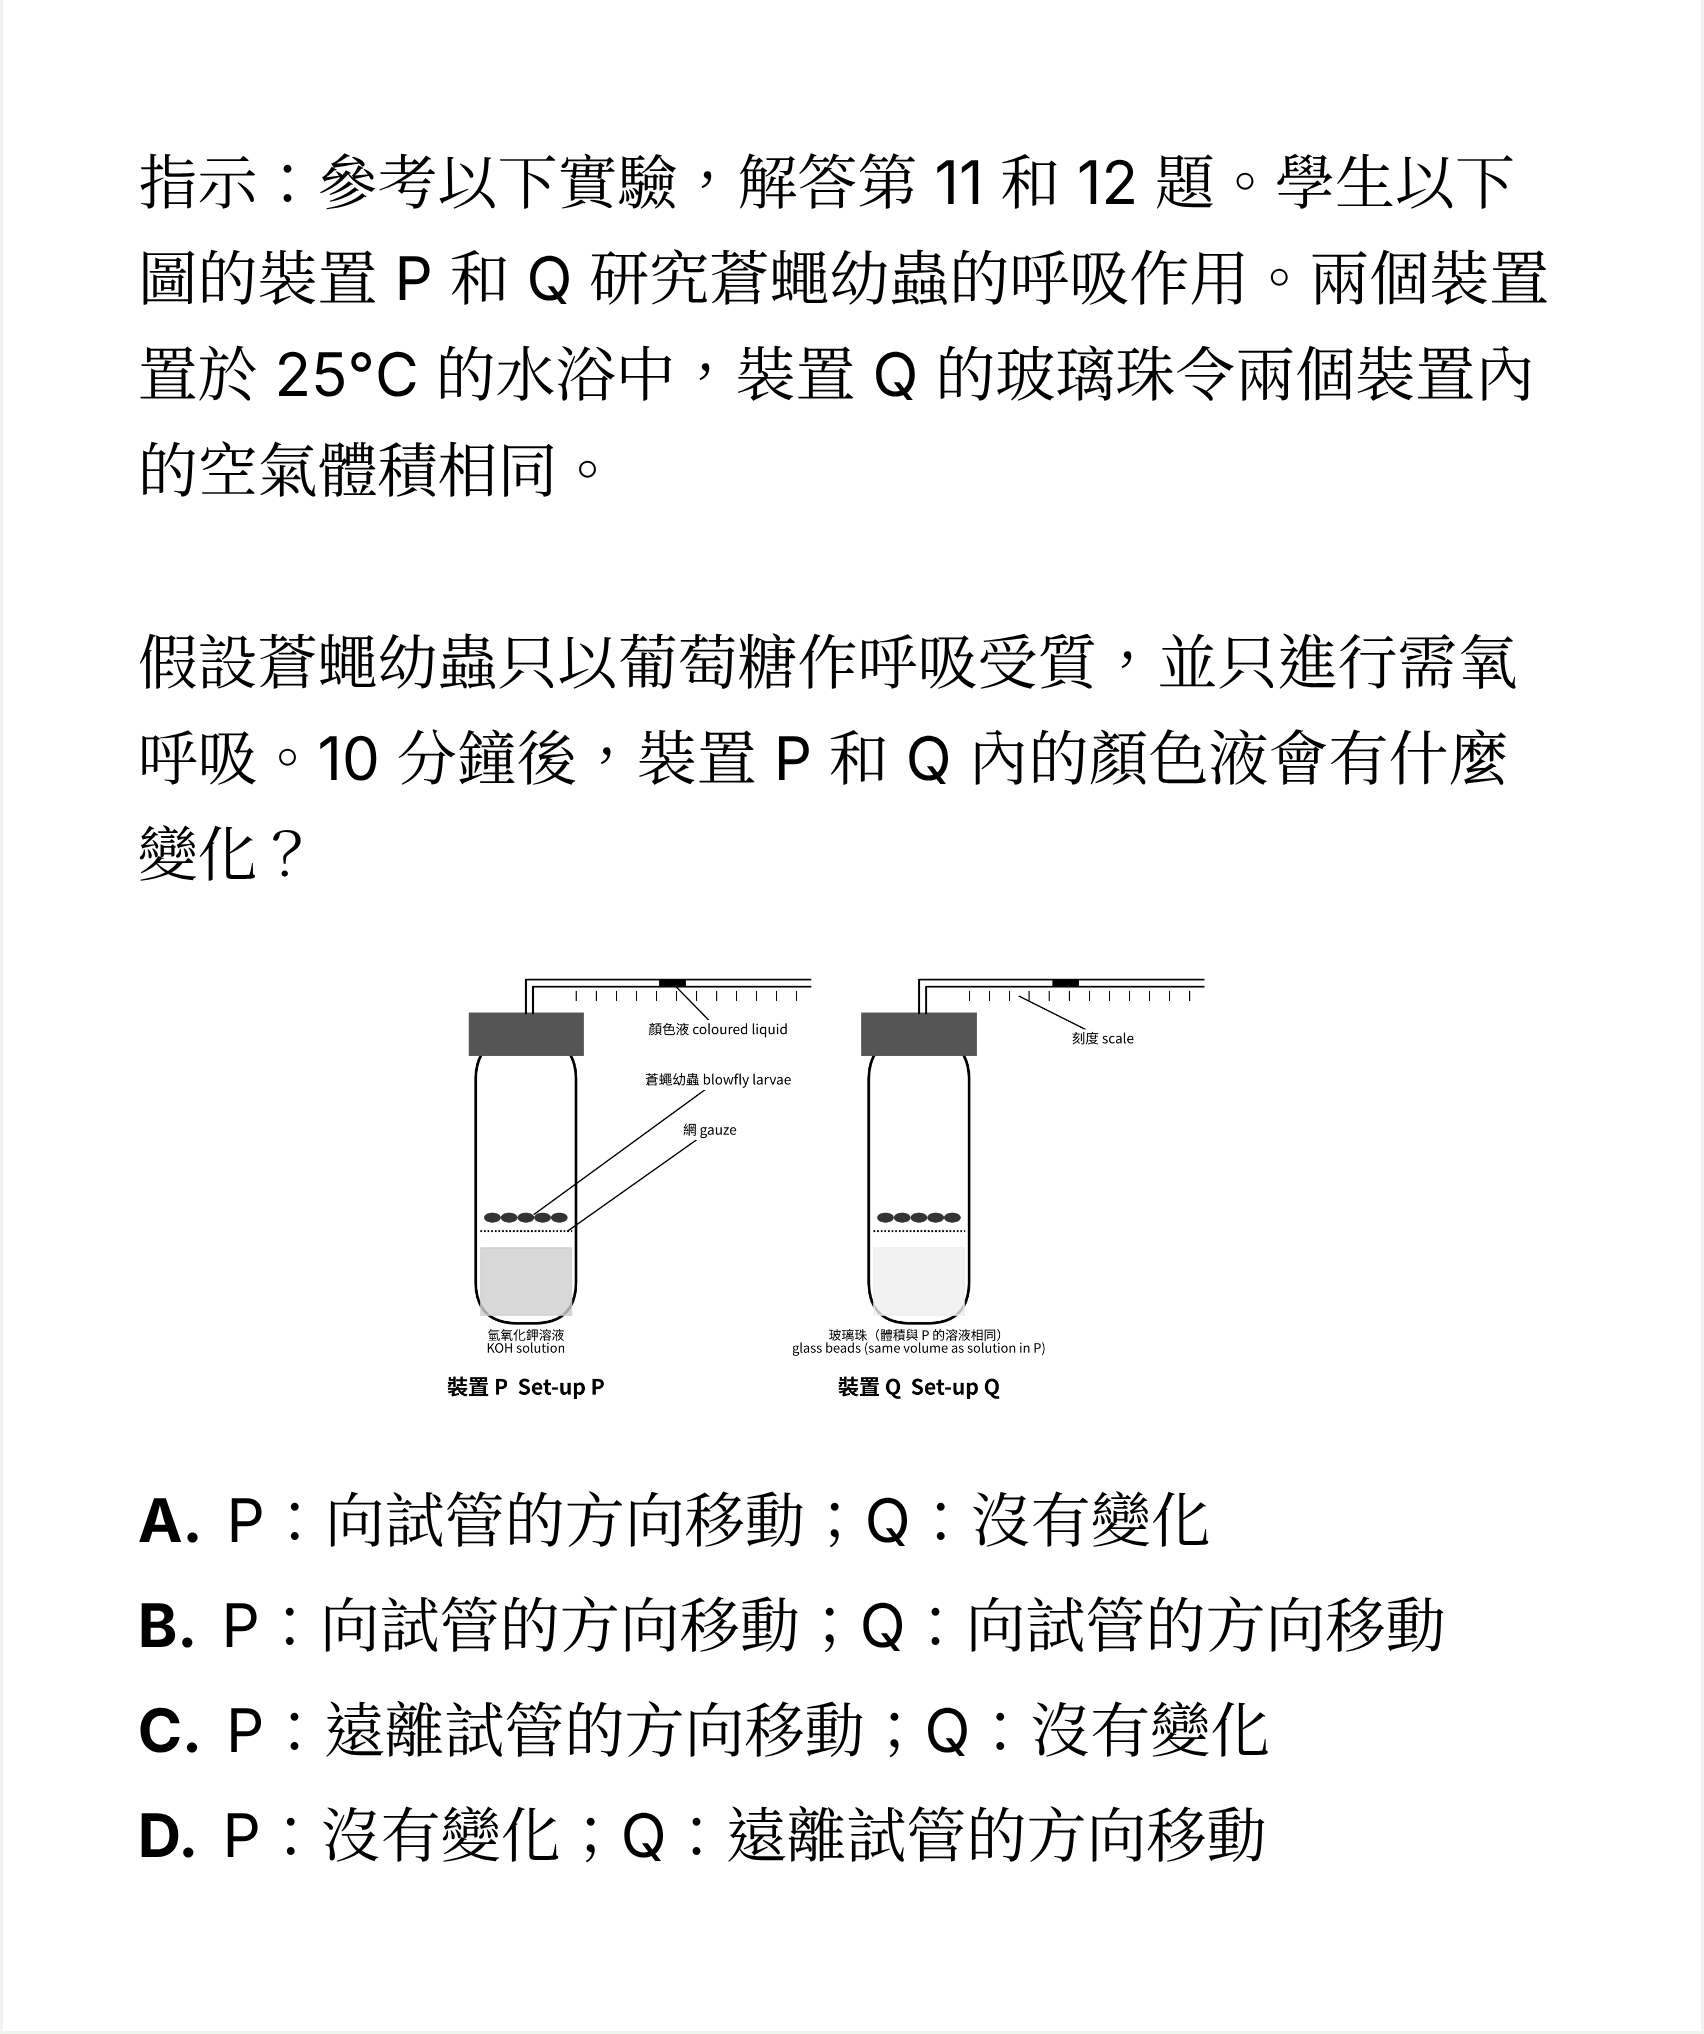 指示：參考以下實驗，解答第 11 和 12 題。學生以下
圖的裝置 P 和 Q 研究蒼蠅幼蟲的呼吸作用。兩個裝置
置於 25°C 的水浴中，裝置 Q 的玻璃珠令兩個裝置內
的空氣體積相同。
假設蒼蠅幼蟲只以葡萄糖作呼吸受質，並只進行需氧
呼吸。10 分鐘後，裝置 P 和 Q 內的顏色液會有什麼
變化？
顏色液 coloured liquid
刻度 scale
蒼蠅幼蟲 blowfly larvae
網 gauze
氫氧化鉀溶液
KOH solution
玻璃珠（體積與 P 的溶液相同）
glass beads (same volume as solution in P)
裝置 P Set-up P
裝置 Q Set-up Q
A. P：向試管的方向移動；Q：沒有變化
B. P：向試管的方向移動；Q：向試管的方向移動
C. P：遠離試管的方向移動；Q：沒有變化
D. P：沒有變化；Q：遠離試管的方向移動